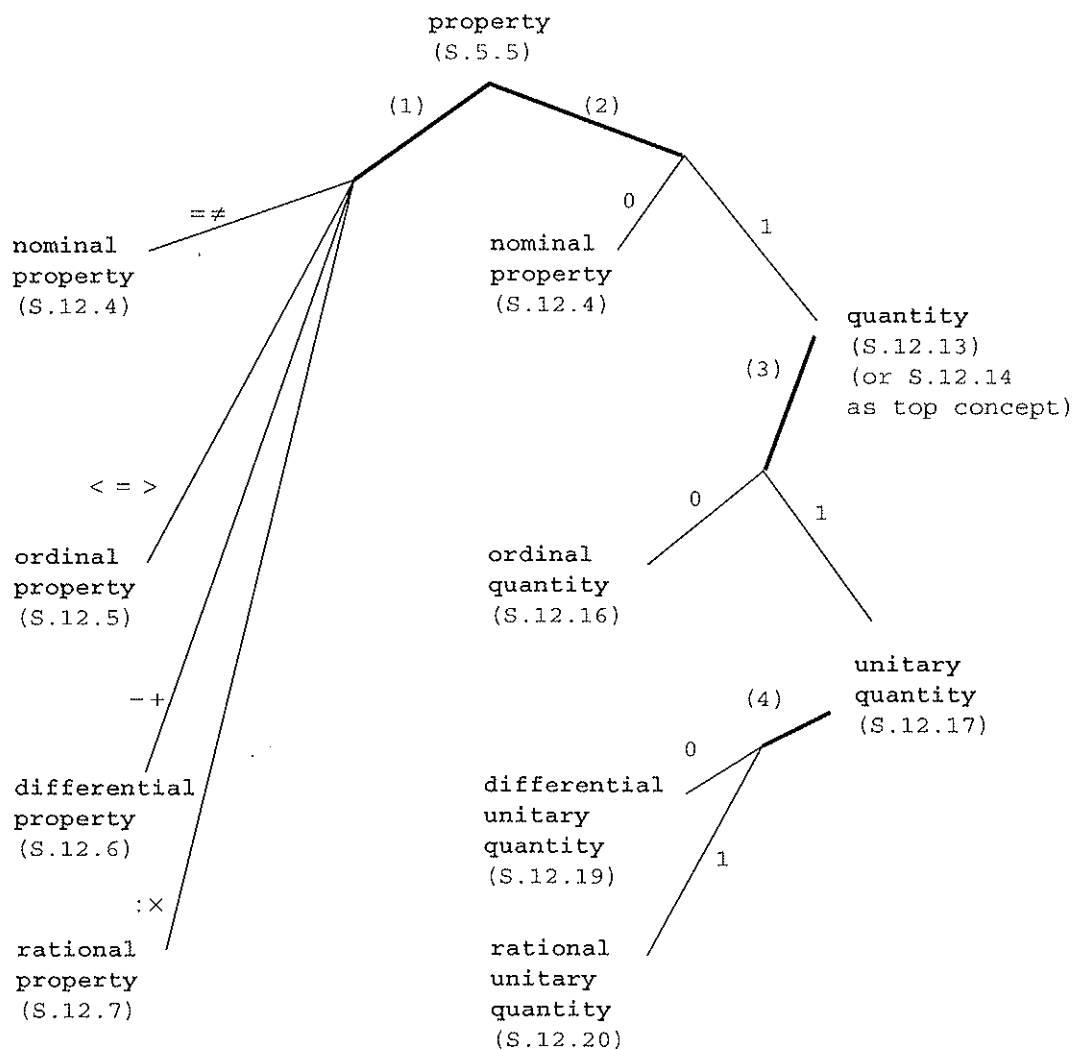 property
(S.5.5)
(1)
(2)
= ≠
0
1
nominal
property
(S.12.4)
nominal
property
(S.12.4)
quantity
(S.12.13)
(or S.12.14
as top concept)
(3)
< = >
0
1
ordinal
property
(S.12.5)
ordinal
quantity
(S.12.16)
unitary
quantity
(S.12.17)
− +
(4)
0
differential
property
(S.12.6)
differential
unitary
quantity
(S.12.19)
1
: ×
rational
property
(S.12.7)
rational
unitary
quantity
(S.12.20)